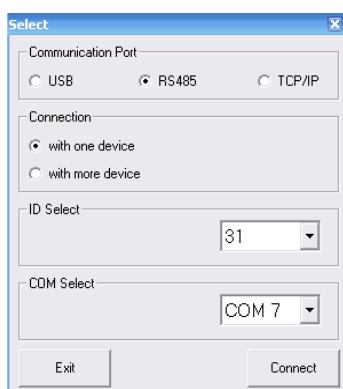 Select
Communication Port
USB RS485 TCP/IP
Connection
with one device
with more device
ID Select
31
COM Select
COM 7
Exit Connect